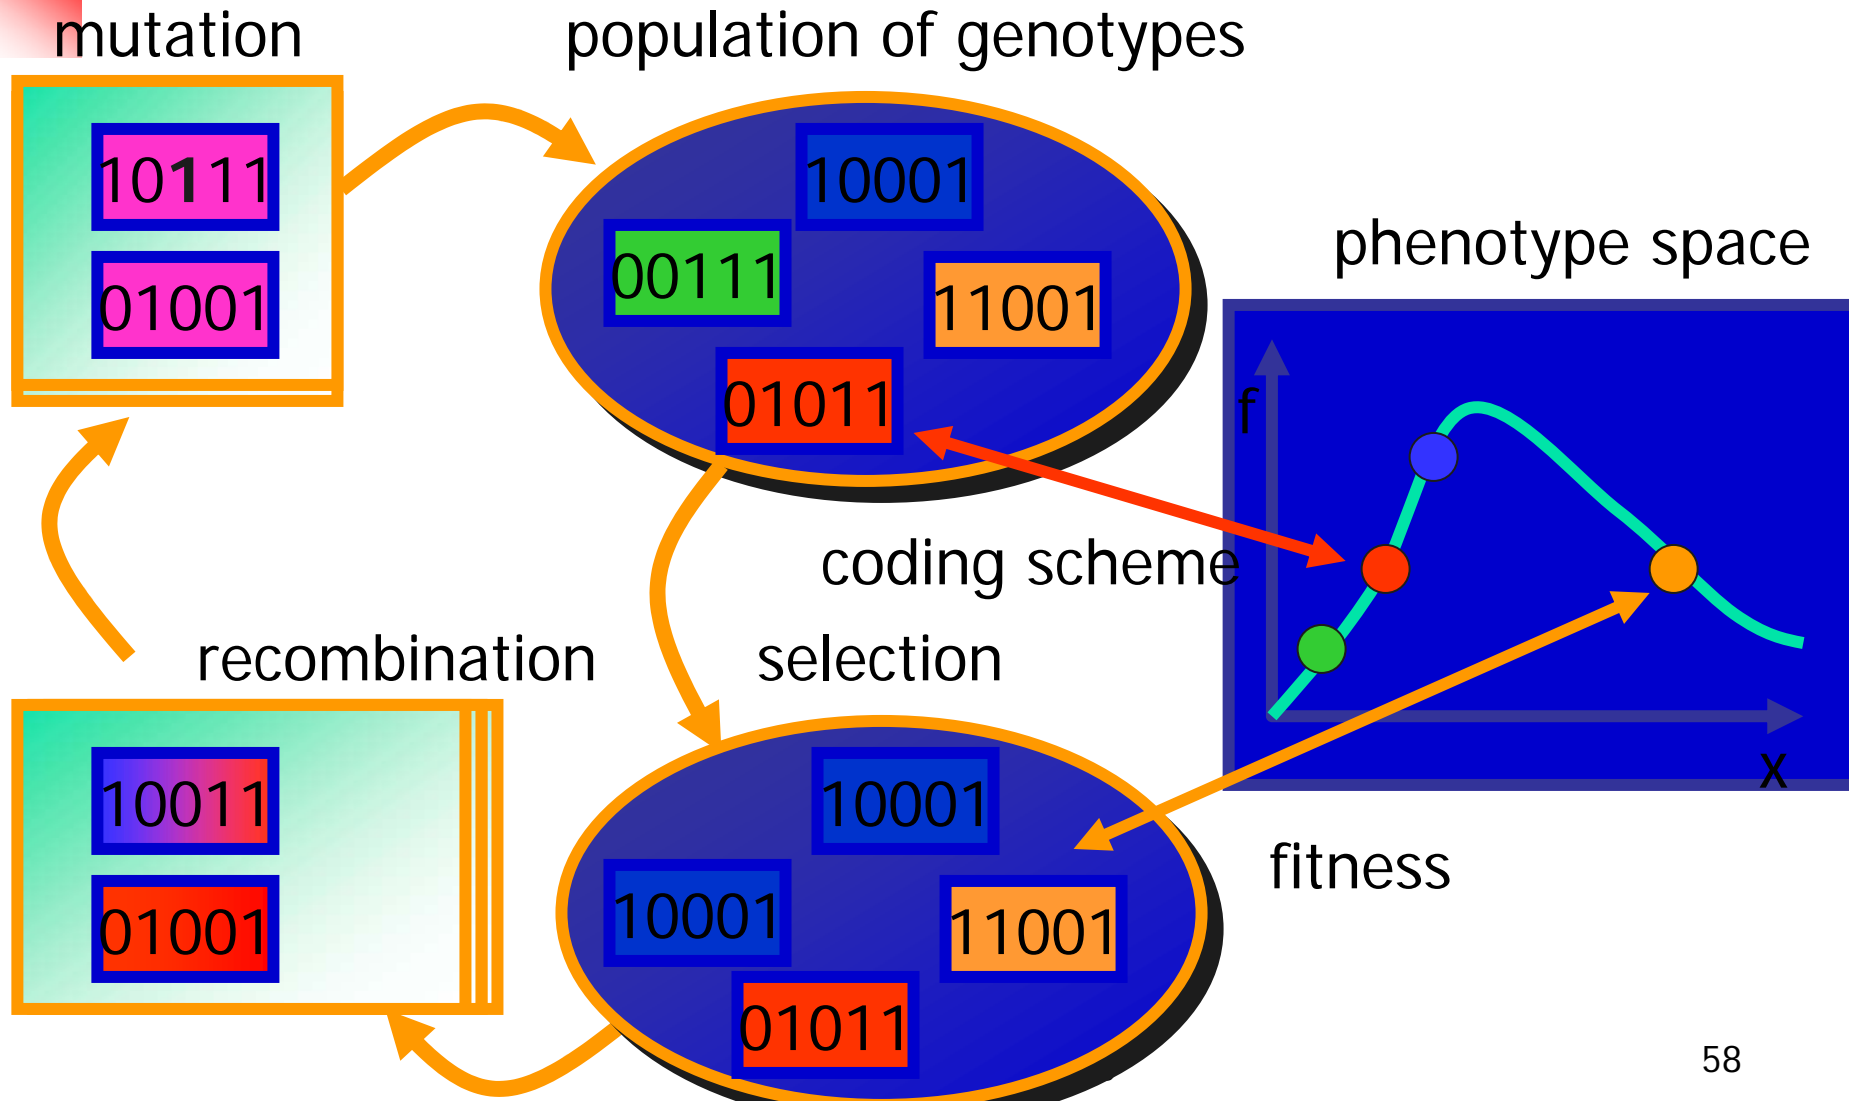 mutation
population of genotypes
10111
01001
10001
00111
11001
01011
phenotype space
f
x
coding scheme
recombination
selection
10011
01001
10001
10001
11001
01011
fitness
58